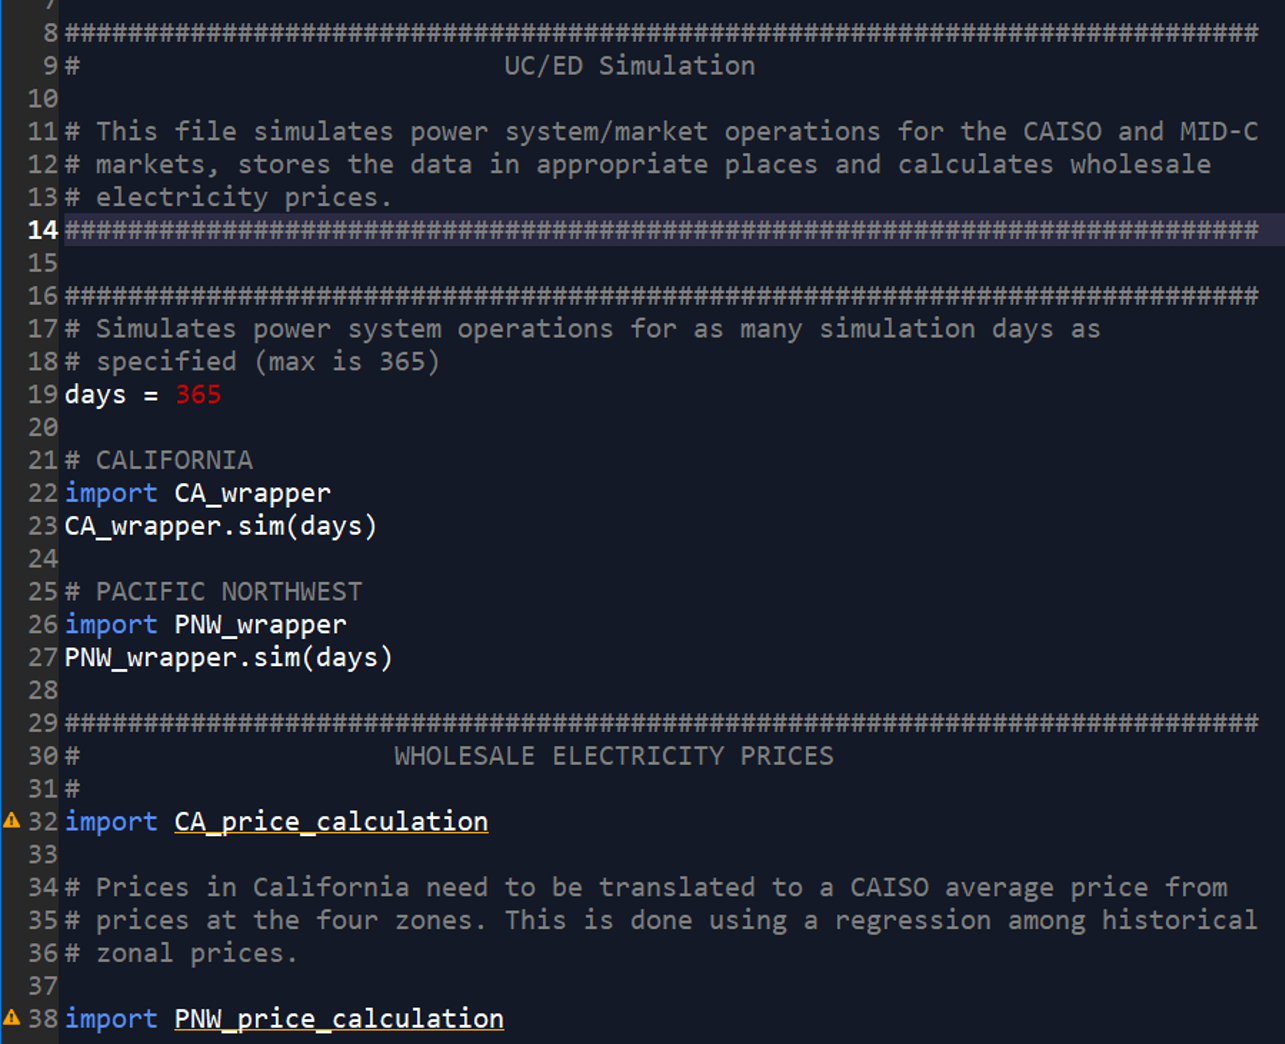 8 ############################################################################
9 #                           UC/ED Simulation
10
11 # This file simulates power system/market operations for the CAISO and MID-C
12 # markets, stores the data in appropriate places and calculates wholesale
13 # electricity prices.
14 ############################################################################
15
16 ############################################################################
17 # Simulates power system operations for as many simulation days as
18 # specified (max is 365)
19 days = 365
20
21 # CALIFORNIA
22 import CA_wrapper
23 CA_wrapper.sim(days)
24
25 # PACIFIC NORTHWEST
26 import PNW_wrapper
27 PNW_wrapper.sim(days)
28
29 ############################################################################
30 #                    WHOLESALE ELECTRICITY PRICES
31 #
32 import CA_price_calculation
33
34 # Prices in California need to be translated to a CAISO average price from
35 # prices at the four zones. This is done using a regression among historical
36 # zonal prices.
37
38 import PNW_price_calculation